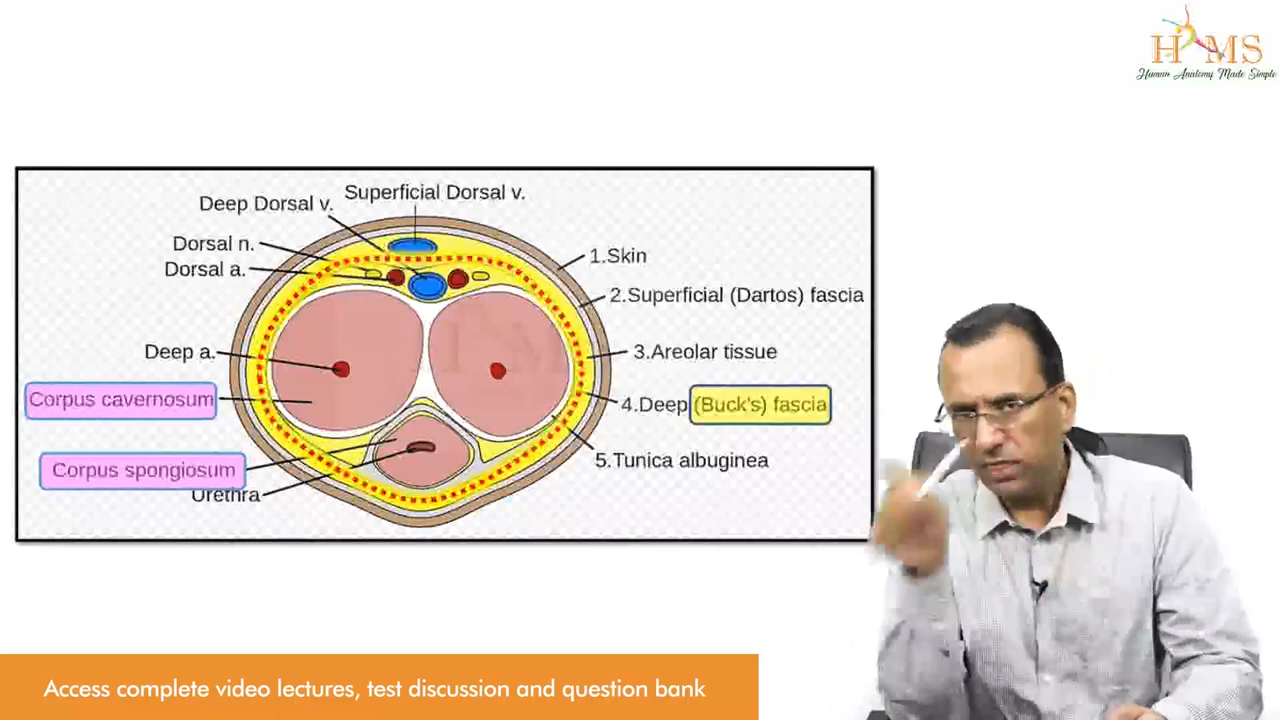 H MS
Human Anatomy Made Simple
Superficial Dorsal v.
Deep Dorsal v.
Dorsal n.
Dorsal a.
Deep a.
Corpus cavernosum
Corpus spongiosum
Urethra
1.Skin
2.Superficial (Dartos) fascia
3.Areolar tissue
4.Deep (Buck's) fascia
5.Tunica albuginea
Access complete video lectures, test discussion and question bank